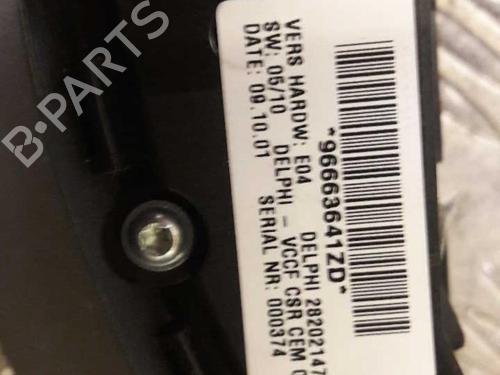 B-PARTS
*96663641ZD*
VERS HARDW: E04 DELPHI 28202147
SW: 05/10 DELPHI - VCCF CSR CEM
DATE: 09.10.01 SERIAL NR: 000374